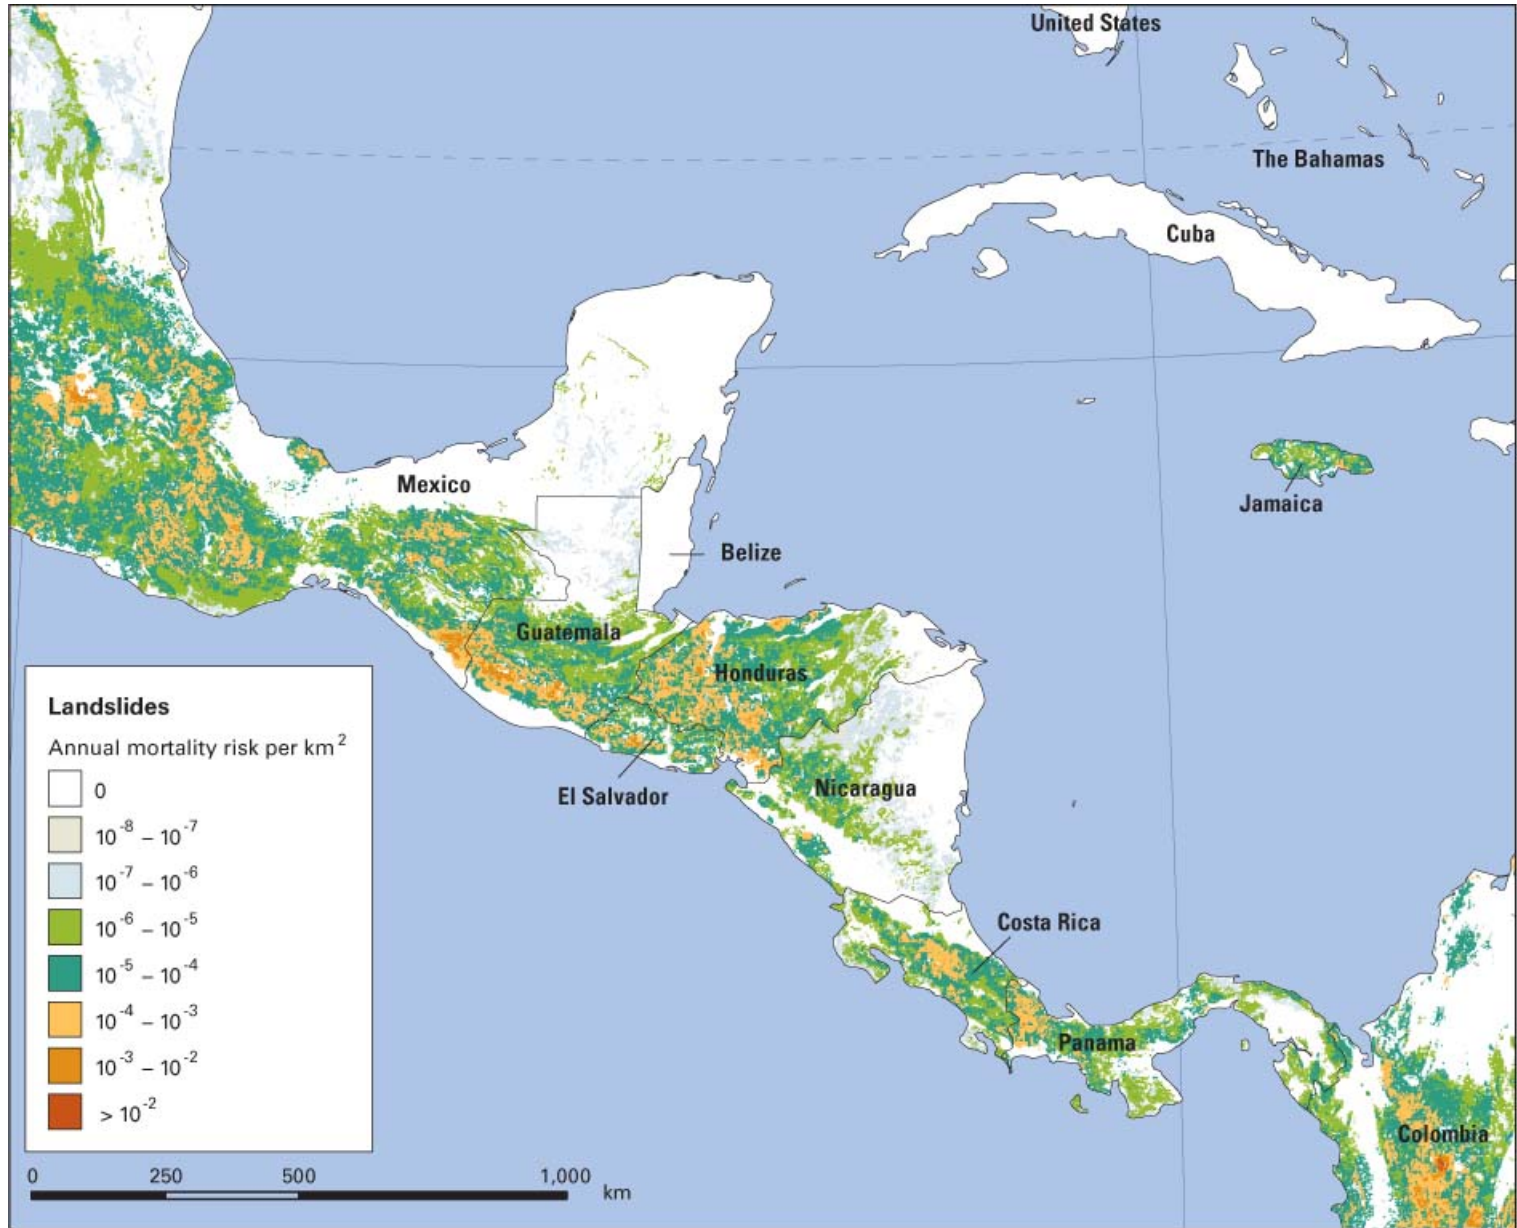 United States
The Bahamas
Cuba
Mexico
Jamaica
Belize
Guatemala
Honduras
El Salvador
Nicaragua
Costa Rica
Panama
Colombia
Landslides
Annual mortality risk per km²
0
10⁻⁸ – 10⁻⁷
10⁻⁷ – 10⁻⁶
10⁻⁶ – 10⁻⁵
10⁻⁵ – 10⁻⁴
10⁻⁴ – 10⁻³
10⁻³ – 10⁻²
> 10⁻²
0 250 500 1,000 km